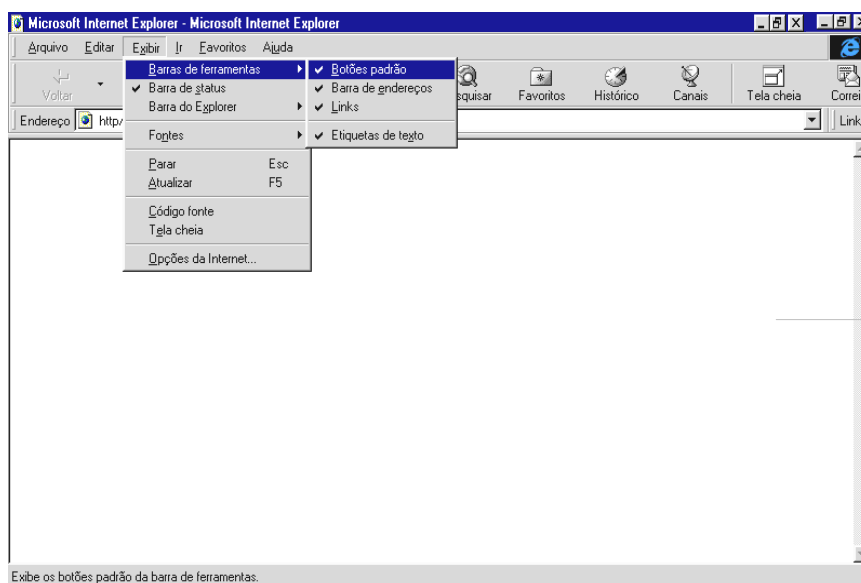 Microsoft Internet Explorer - Microsoft Internet Explorer
Arquivo Editar Exibir Ir Favoritos Ajuda
Voltar squisar Favoritos Histórico Canais Tela cheia Correi
Endereço http:/ Link
Barras de ferramentas
Barra de status
Barra do Explorer
Fontes
Parar Esc
Atualizar F5
Código fonte
Tela cheia
Opções da Internet...
Botões padrão
Barra de endereços
Links
Etiquetas de texto
Exibe os botões padrão da barra de ferramentas.